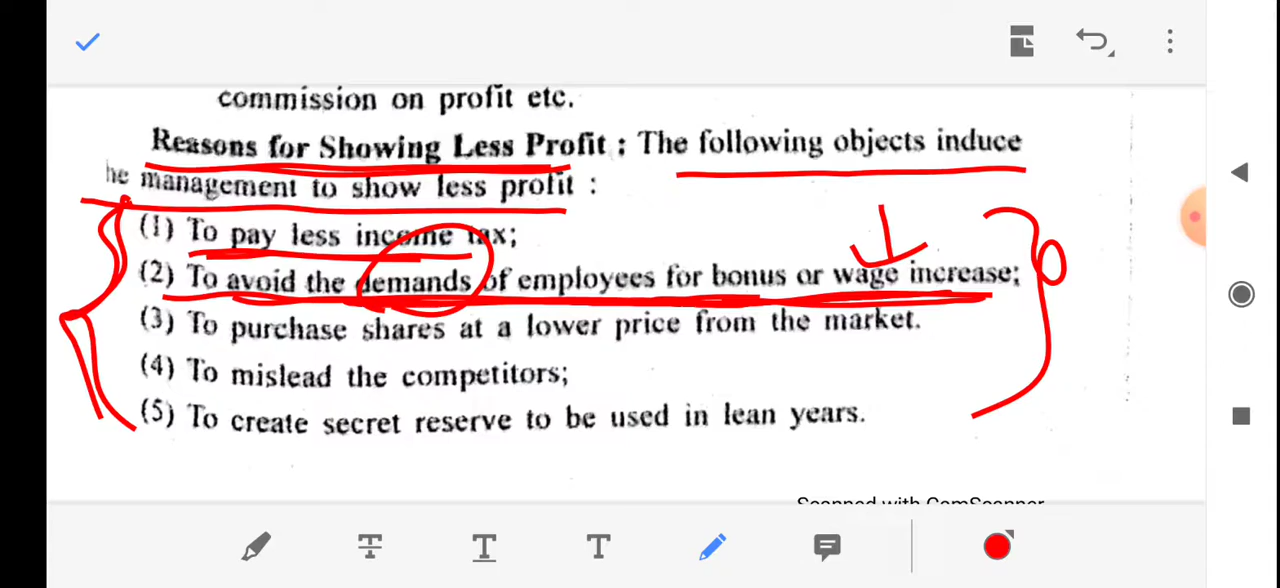 commission on profit etc.
Reasons for Showing Less Profit : The following objects induce
he management to show less profit :
(1) To pay less income tax;
(2) To avoid the demands of employees for bonus or wage increase;
(3) To purchase shares at a lower price from the market.
(4) To mislead the competitors;
(5) To create secret reserve to be used in lean years.
Scanned with CamScanner